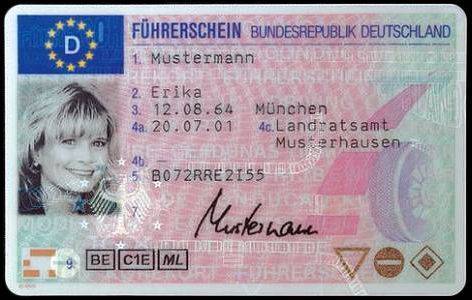 D
FÜHRERSCHEIN BUNDESREPUBLIK DEUTSCHLAND
1. Mustermann
2. Erika
3. 12.08.64 München
4a. 20.07.01 4c. Landratsamt
Musterhausen
4b. —
5. B072RRE2I55
7.
Mustermann
9. BE C1E ML